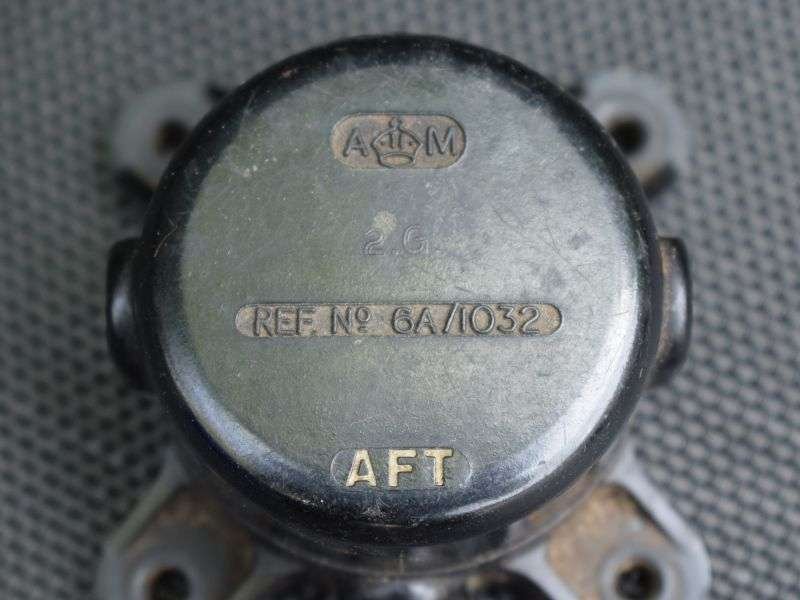 A M
2.G.
REF. Nº 6A/1032
AFT